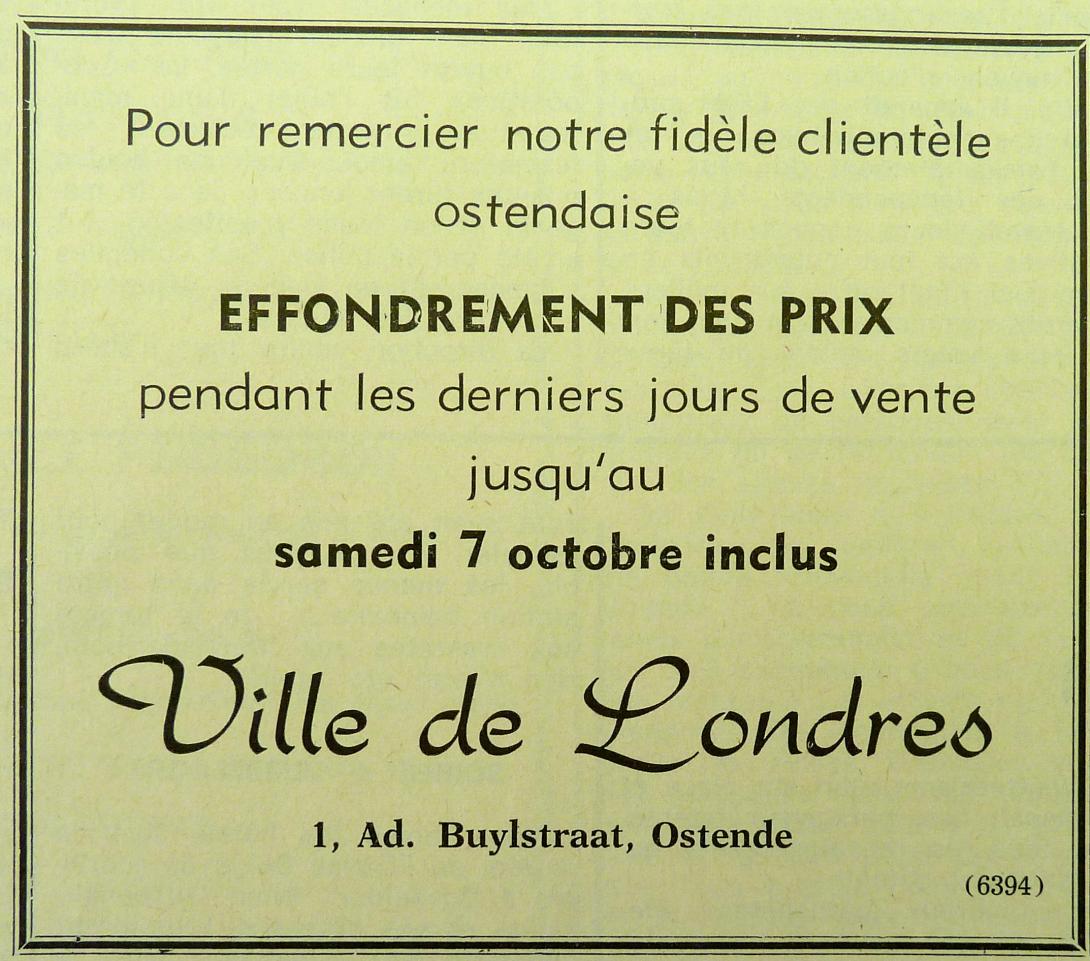 Pour remercier notre fidèle clientèle
ostendaise
EFFONDREMENT DES PRIX
pendant les derniers jours de vente
jusqu'au
samedi 7 octobre inclus
Ville de Londres
1, Ad. Buylstraat, Ostende
(6394)